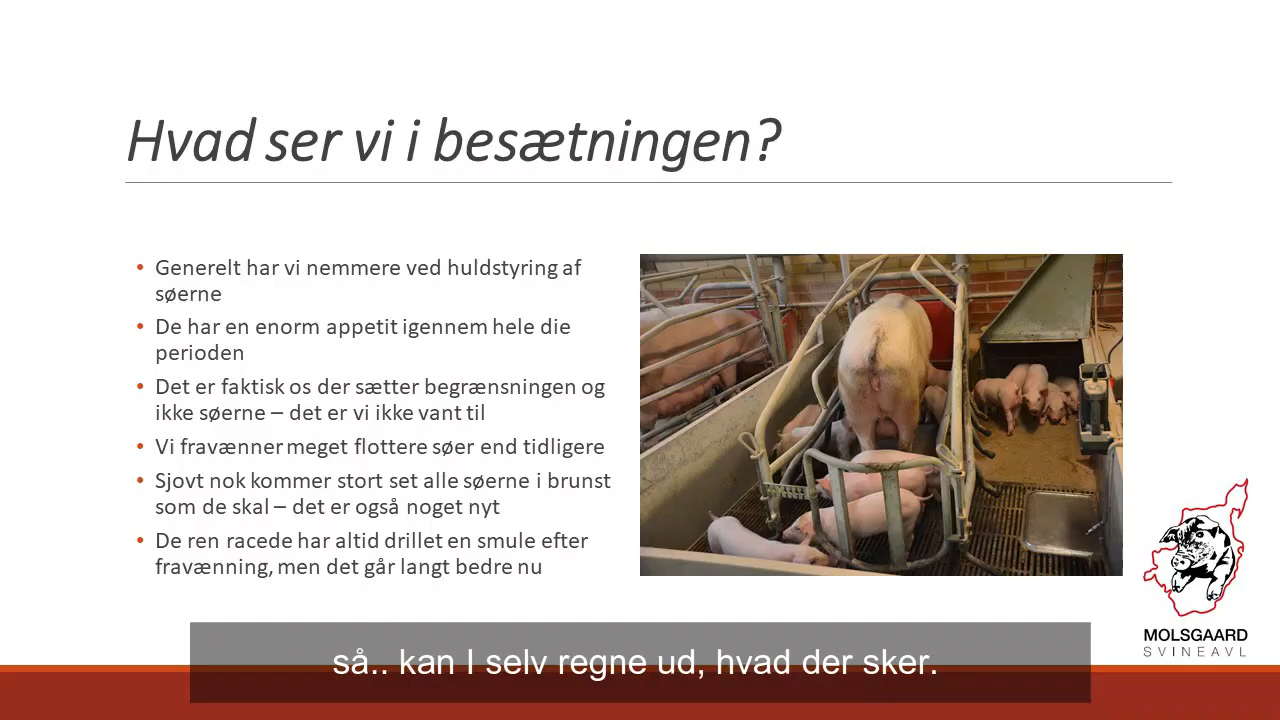 Hvad ser vi i besætningen?
• Generelt har vi nemmere ved huldstyring af
søerne
• De har en enorm appetit igennem hele die
perioden
• Det er faktisk os der sætter begrænsningen og
ikke søerne – det er vi ikke vant til
• Vi fravænner meget flottere søer end tidligere
• Sjovt nok kommer stort set alle søerne i brunst
som de skal – det er også noget nyt
• De ren racede har altid drillet en smule efter
fravænning, men det går langt bedre nu
MOLSGAARD
SVINEAVL
så.. kan I selv regne ud, hvad der sker.